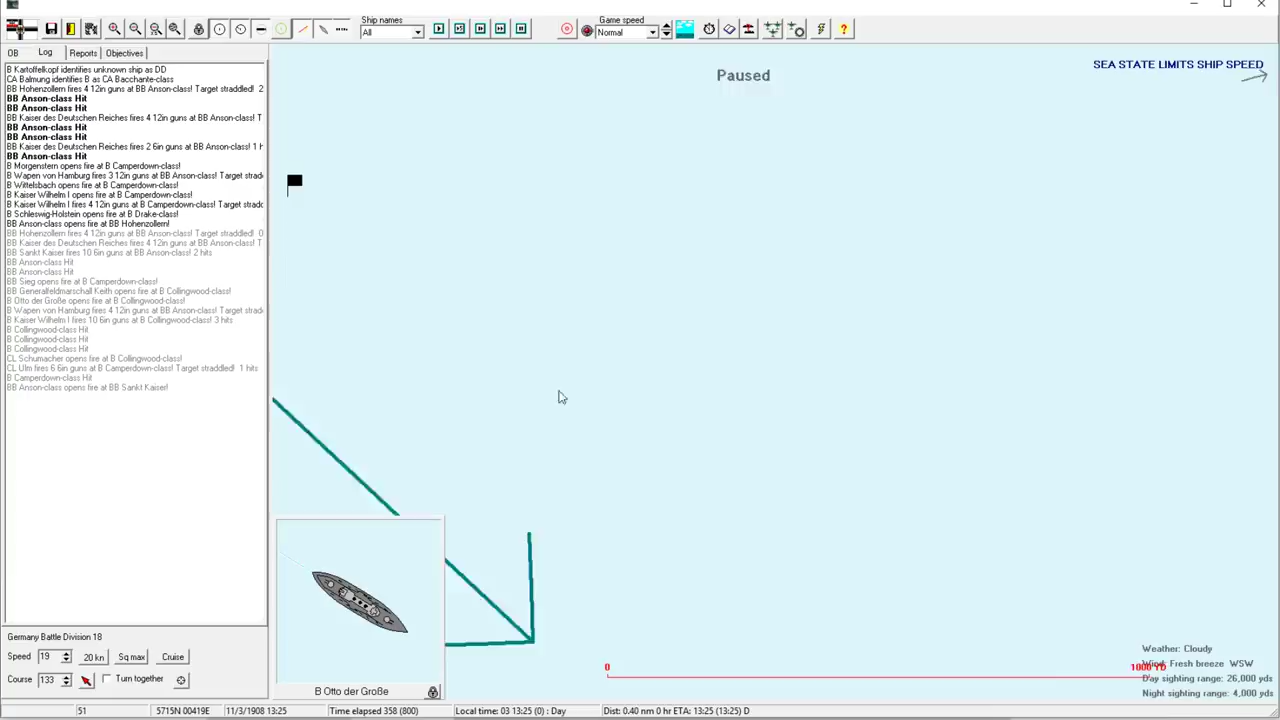 Ship names
All
Game speed
Normal
OB Log Reports Objectives
B Kartoffelkopf identifies unknown ship as DD
CA Balmung identifies B as CA Bacchante-class
BB Hohenzollern fires 4 12in guns at BB Anson-class! Target straddled! 2
BB Anson-class Hit
BB Anson-class Hit
BB Kaiser des Deutschen Reiches fires 4 12in guns at BB Anson-class! T
BB Anson-class Hit
BB Anson-class Hit
BB Kaiser des Deutschen Reiches fires 2 6in guns at BB Anson-class! 1 h
BB Anson-class Hit
B Morgenstern opens fire at B Camperdown-class!
B Wapen von Hamburg fires 3 12in guns at BB Anson-class! Target strad
B Wittelsbach opens fire at B Camperdown-class!
B Kaiser Wilhelm I opens fire at B Camperdown-class!
B Kaiser Wilhelm I fires 4 12in guns at B Camperdown-class! Target stradd
B Schleswig-Holstein opens fire at B Drake-class!
BB Anson-class opens fire at BB Hohenzollern!
BB Hohenzollern fires 4 12in guns at BB Anson-class! Target straddled! 0
BB Kaiser des Deutschen Reiches fires 4 12in guns at BB Anson-class! T
BB Sankt Kaiser fires 10 6in guns at BB Anson-class! 2 hits
BB Anson-class Hit
BB Anson-class Hit
BB Sieg opens fire at B Camperdown-class!
BB Generalfeldmarschall Keith opens fire at B Collingwood-class!
B Otto der Große opens fire at B Collingwood-class!
B Wapen von Hamburg fires 4 12in guns at BB Anson-class! Target strad
B Kaiser Wilhelm I fires 10 6in guns at B Collingwood-class! 3 hits
B Collingwood-class Hit
B Collingwood-class Hit
B Collingwood-class Hit
CL Schumacher opens fire at B Collingwood-class!
CL Ulm fires 6 6in guns at B Camperdown-class! Target straddled! 1 hits
B Camperdown-class Hit
BB Anson-class opens fire at BB Sankt Kaiser!
Paused
SEA STATE LIMITS SHIP SPEED
Germany Battle Division 18
Speed 19 20 kn Sq max Cruise
Course 133 Turn together
B Otto der Große
0 1000 YD
Weather: Cloudy
Wind: Fresh breeze WSW
Day sighting range: 26,000 yds
Night sighting range: 4,000 yds
51 5715N 00419E 11/3/1908 13:25 Time elapsed 358 (800) Local time: 03 13:25 (0) : Day Dist: 0.40 nm 0 hr ETA: 13:25 (13:25) D